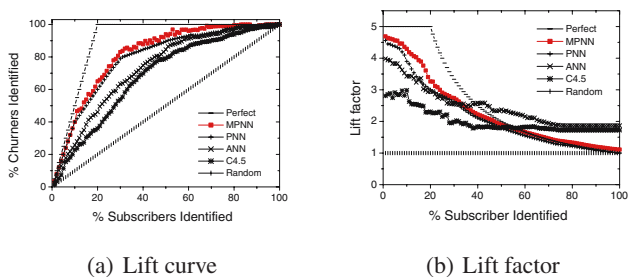 100
80
60
40
20
0
0 20 40 60 80 100
% Churners Identified
% Subscribers Identified
Perfect
MPNN
PNN
ANN
C4.5
Random
(a) Lift curve
5
4
3
2
1
0
0 20 40 60 80 100
Lift factor
% Subscriber Identified
Perfect
MPNN
PNN
ANN
C4.5
Random
(b) Lift factor